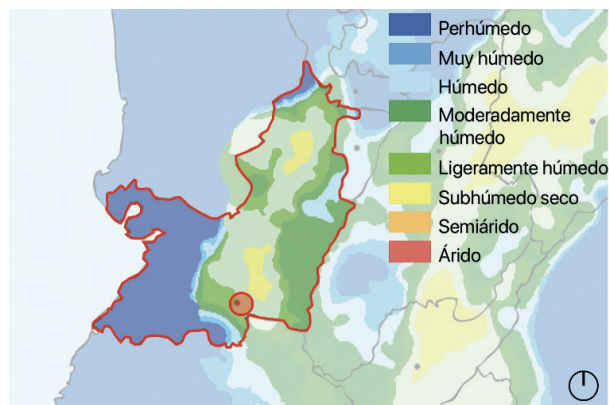 Perhúmedo
Muy húmedo
Húmedo
Moderadamente
húmedo
Ligeramente húmedo
Subhúmedo seco
Semiárido
Árido